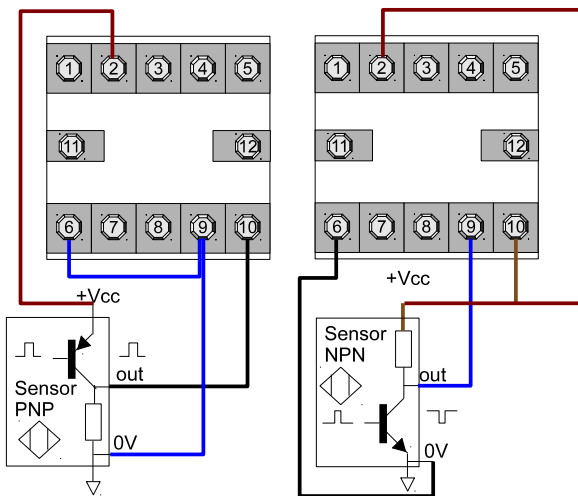 1 2 3 4 5
11 12
6 7 8 9 10
+Vcc
out
Sensor
PNP
0V
1 2 3 4 5
11 12
6 7 8 9 10
+Vcc
Sensor
NPN
out
0V